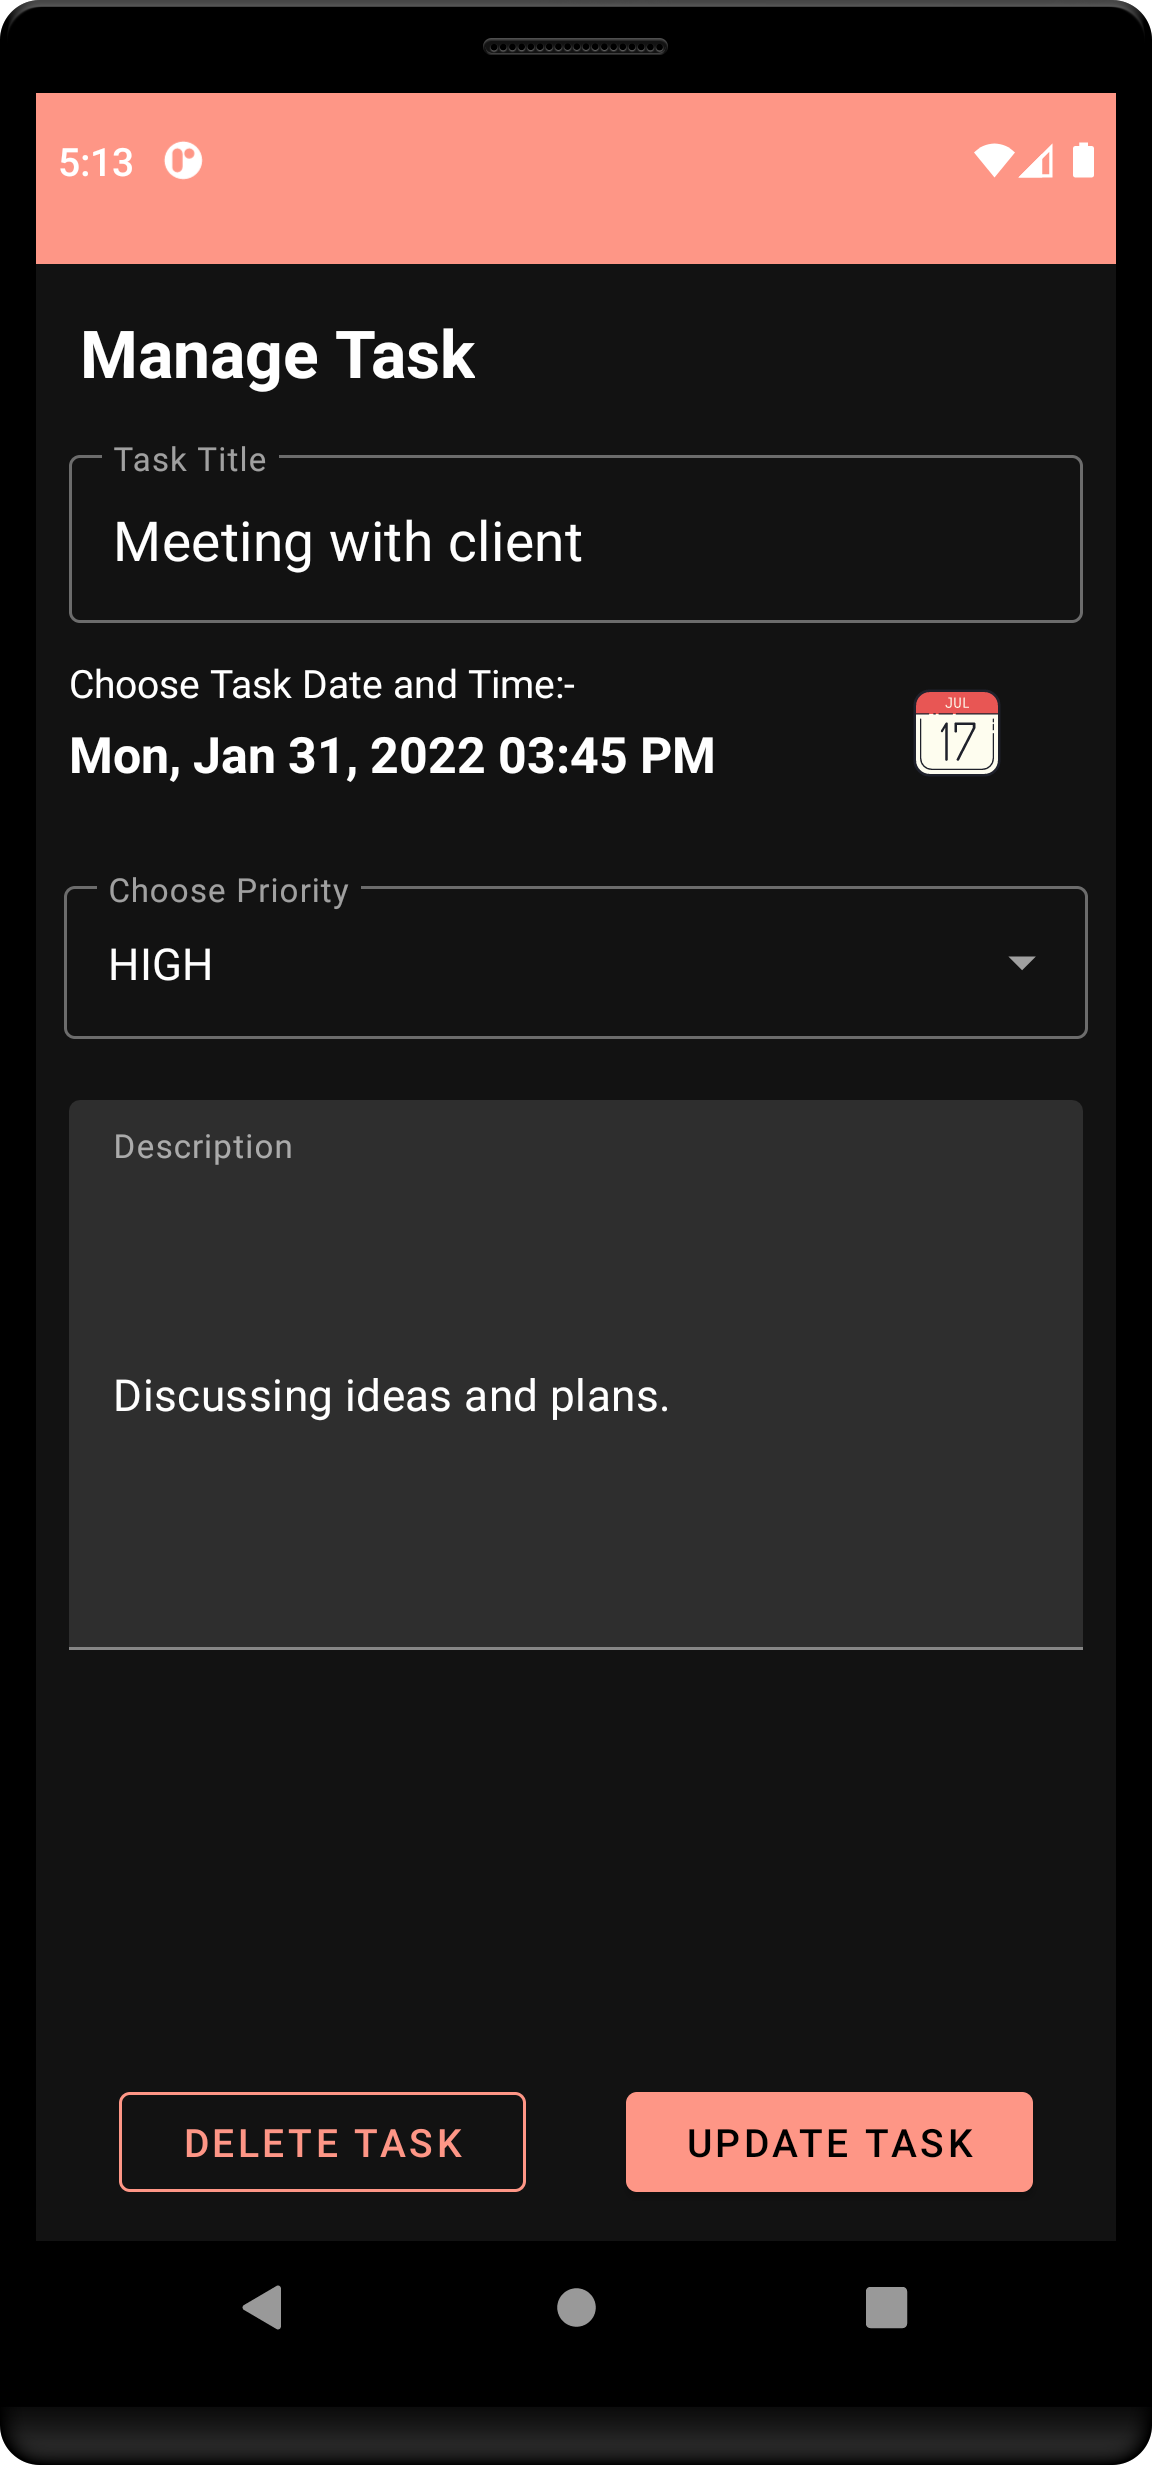 5:13
Manage Task
Task Title
Meeting with client
Choose Task Date and Time:-
Mon, Jan 31, 2022 03:45 PM
JUL
17
Choose Priority
HIGH
Description
Discussing ideas and plans.
DELETE TASK
UPDATE TASK